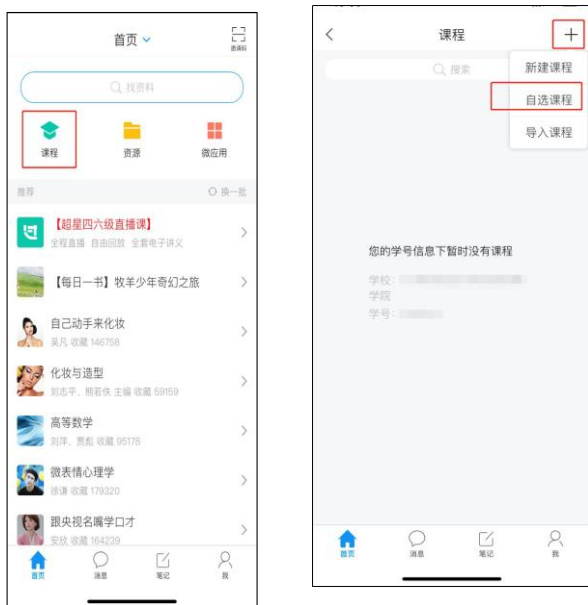 首页
邀请码
找资料
课程
资源
微应用
推荐
换一批
【超星四六级直播课】
全程直播 自由回放 全套电子讲义
【每日一书】牧羊少年奇幻之旅
自己动手来化妆
吴凡 收藏 146758
化妆与造型
刘志平、熊若佚 主编 收藏 59159
高等数学
刘萍、贾彪 收藏 95178
微表情心理学
徐谦 收藏 179320
跟央视名嘴学口才
安欣 收藏 164239
首页
消息
笔记
我
课程
搜索
新建课程
自选课程
导入课程
您的学号信息下暂时没有课程
学校:
学院
学号:
首页
消息
笔记
我